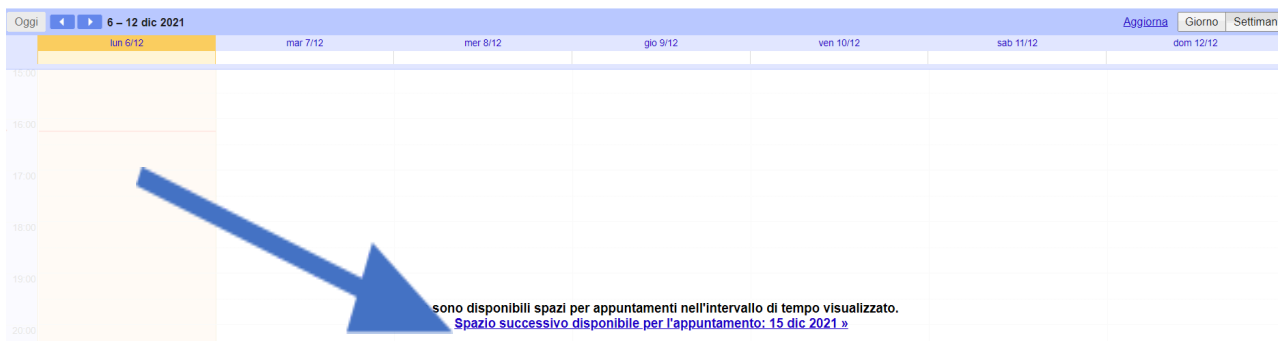 Oggi 6 – 12 dic 2021 Aggiorna Giorno Settiman
lun 6/12 mar 7/12 mer 8/12 gio 9/12 ven 10/12 sab 11/12 dom 12/12
15:00
16:00
17:00
18:00
19:00
sono disponibili spazi per appuntamenti nell'intervallo di tempo visualizzato.
Spazio successivo disponibile per l'appuntamento: 15 dic 2021 »
20:00